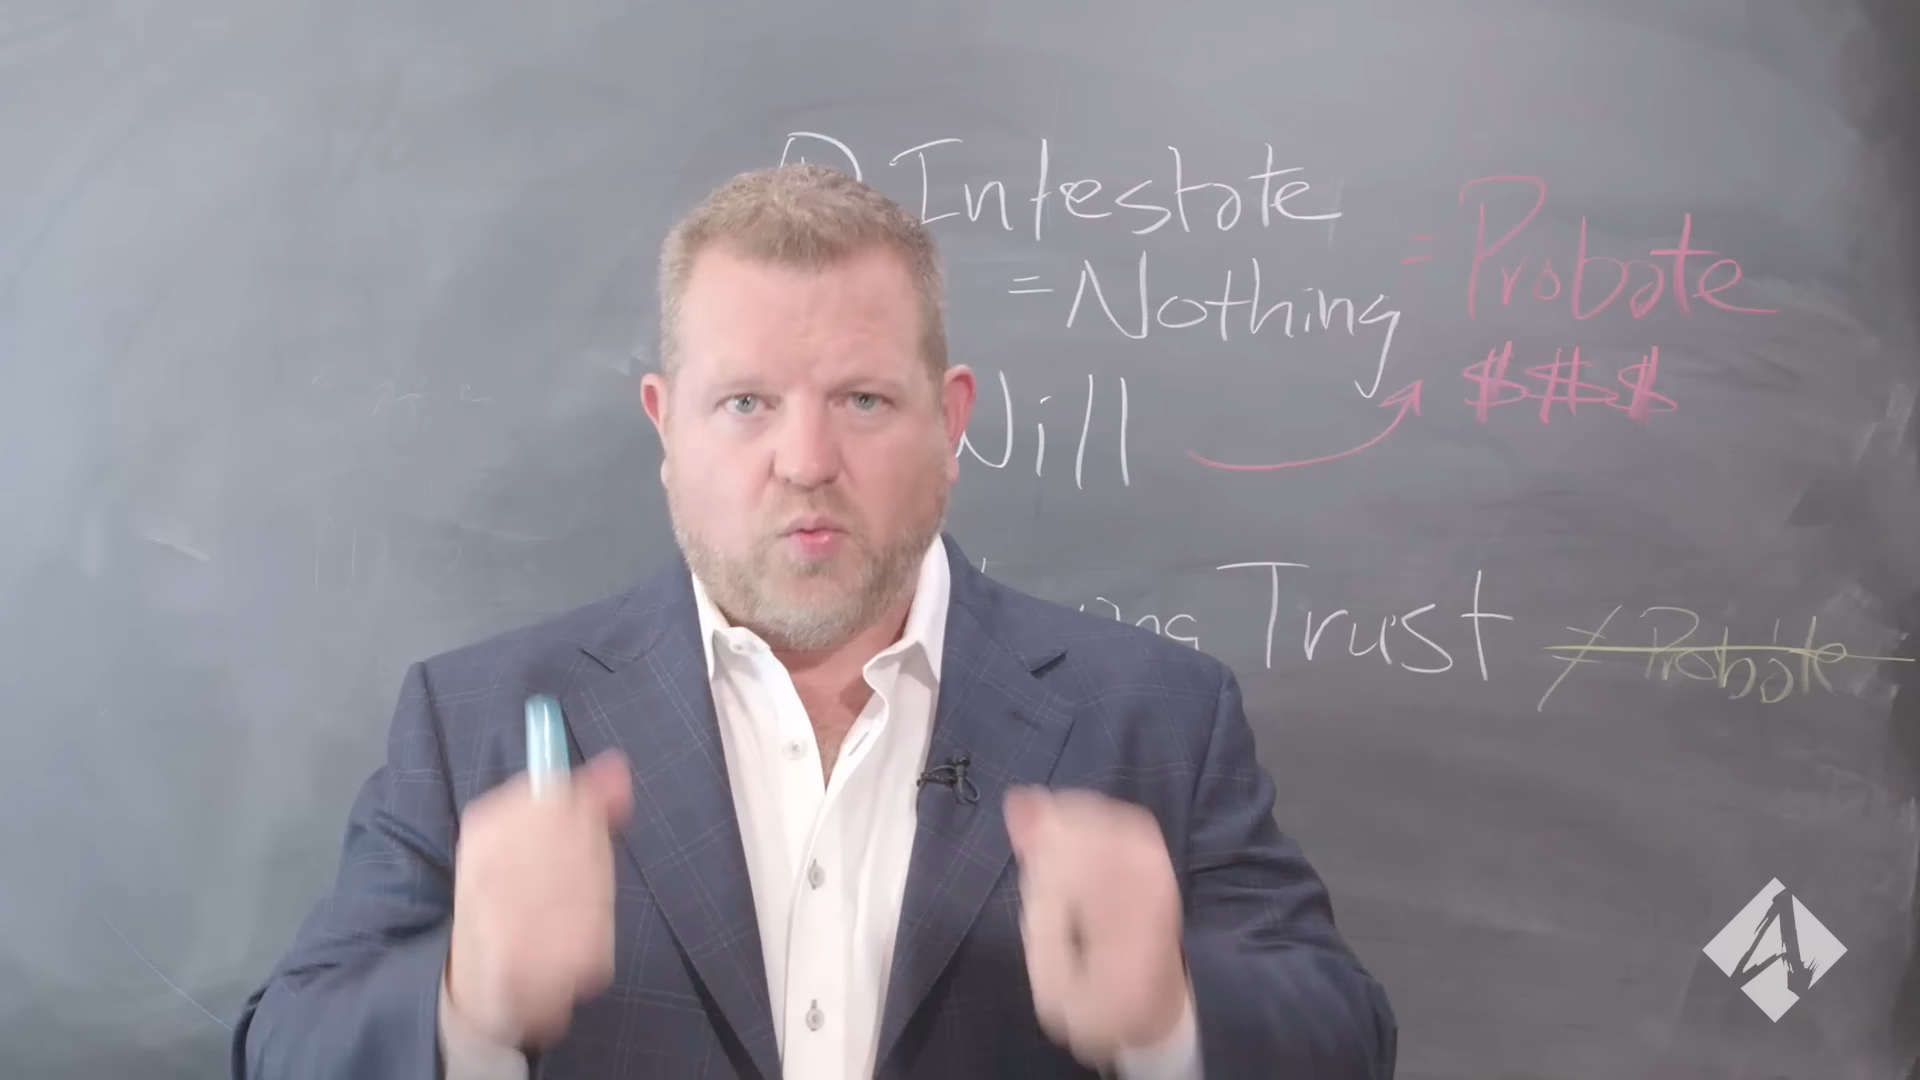 Intestate
= Nothing
= Probate
$$$
Will
Trust ≠ Probate
A